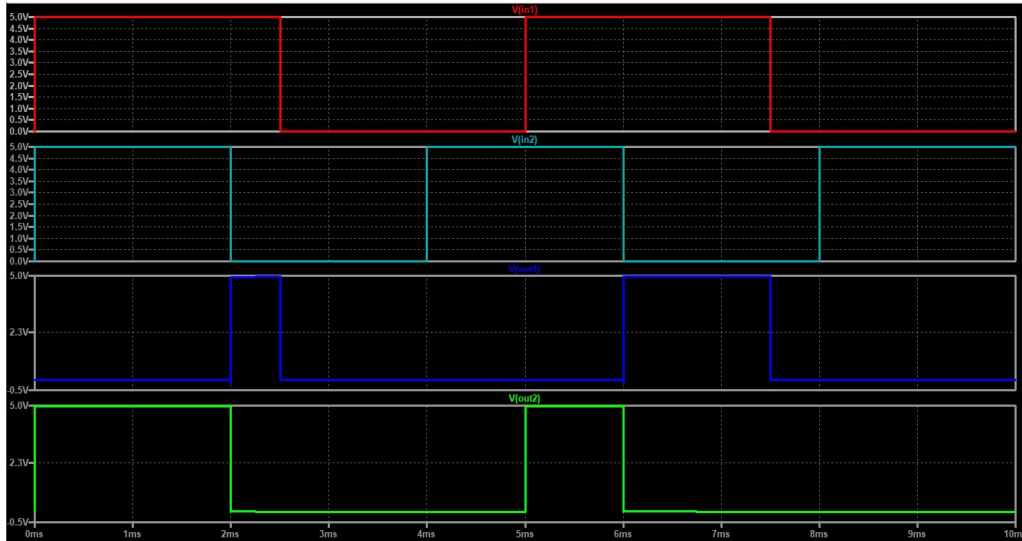 V(in1)
5.0V
4.5V
4.0V
3.5V
3.0V
2.5V
2.0V
1.5V
1.0V
0.5V
0.0V
V(in2)
5.0V
4.5V
4.0V
3.5V
3.0V
2.5V
2.0V
1.5V
1.0V
0.5V
0.0V
V(out1)
5.0V
2.3V
-0.5V
V(out2)
5.0V
2.3V
-0.5V
0ms 1ms 2ms 3ms 4ms 5ms 6ms 7ms 8ms 9ms 10ms